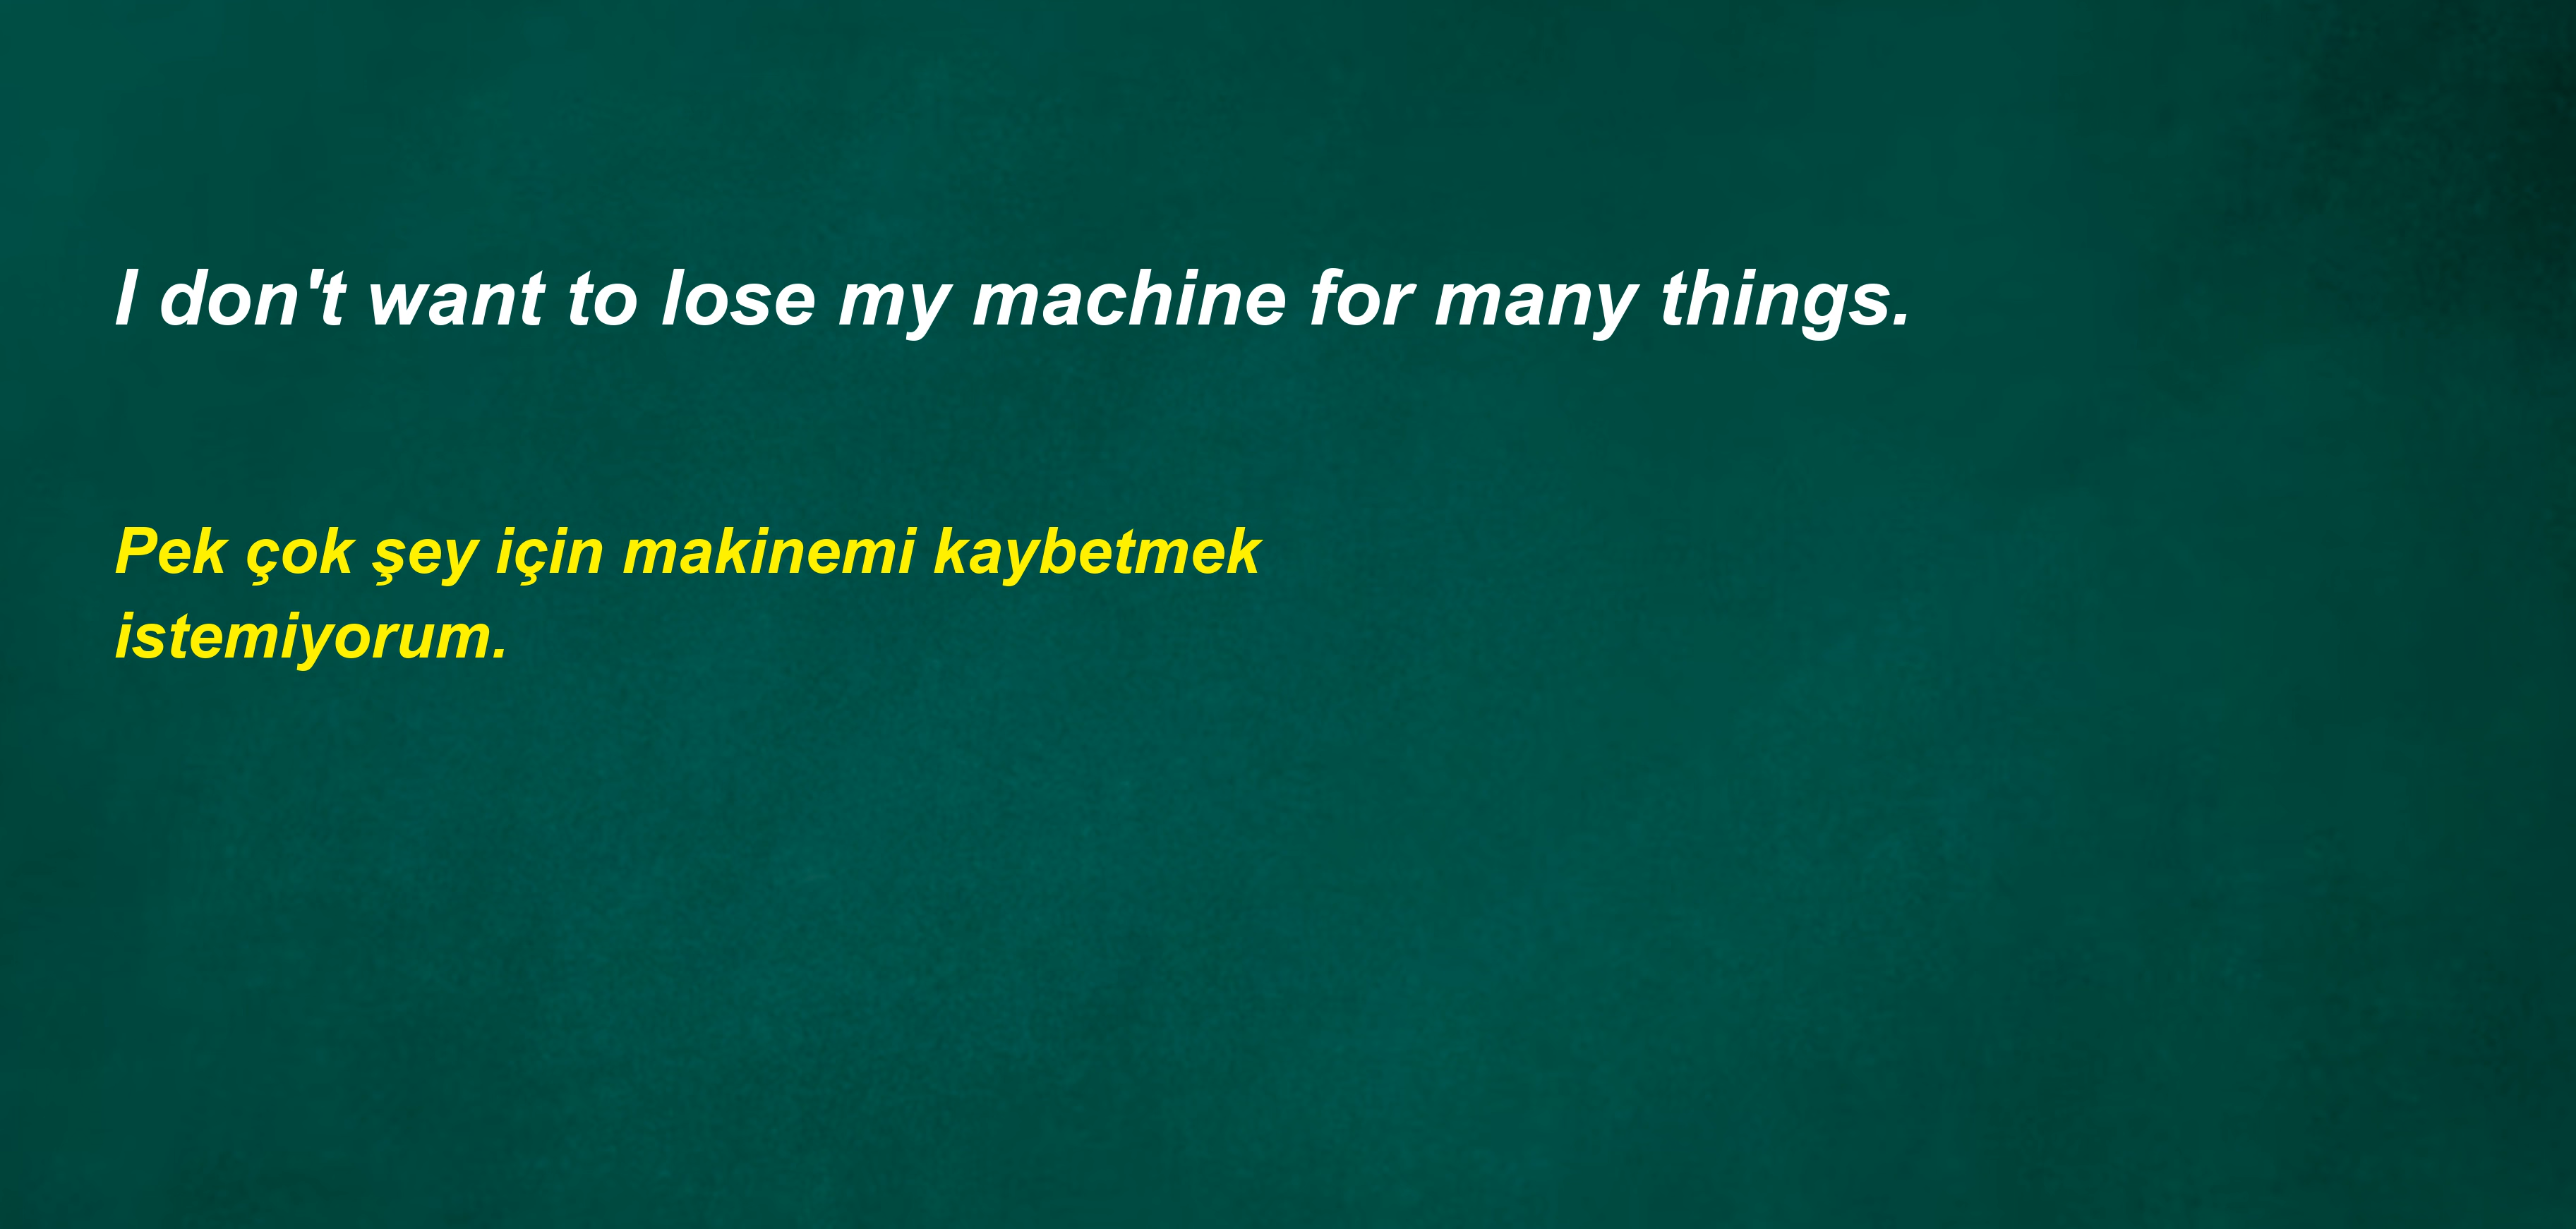 I don't want to lose my machine for many things.
Pek çok şey için makinemi kaybetmek
istemiyorum.